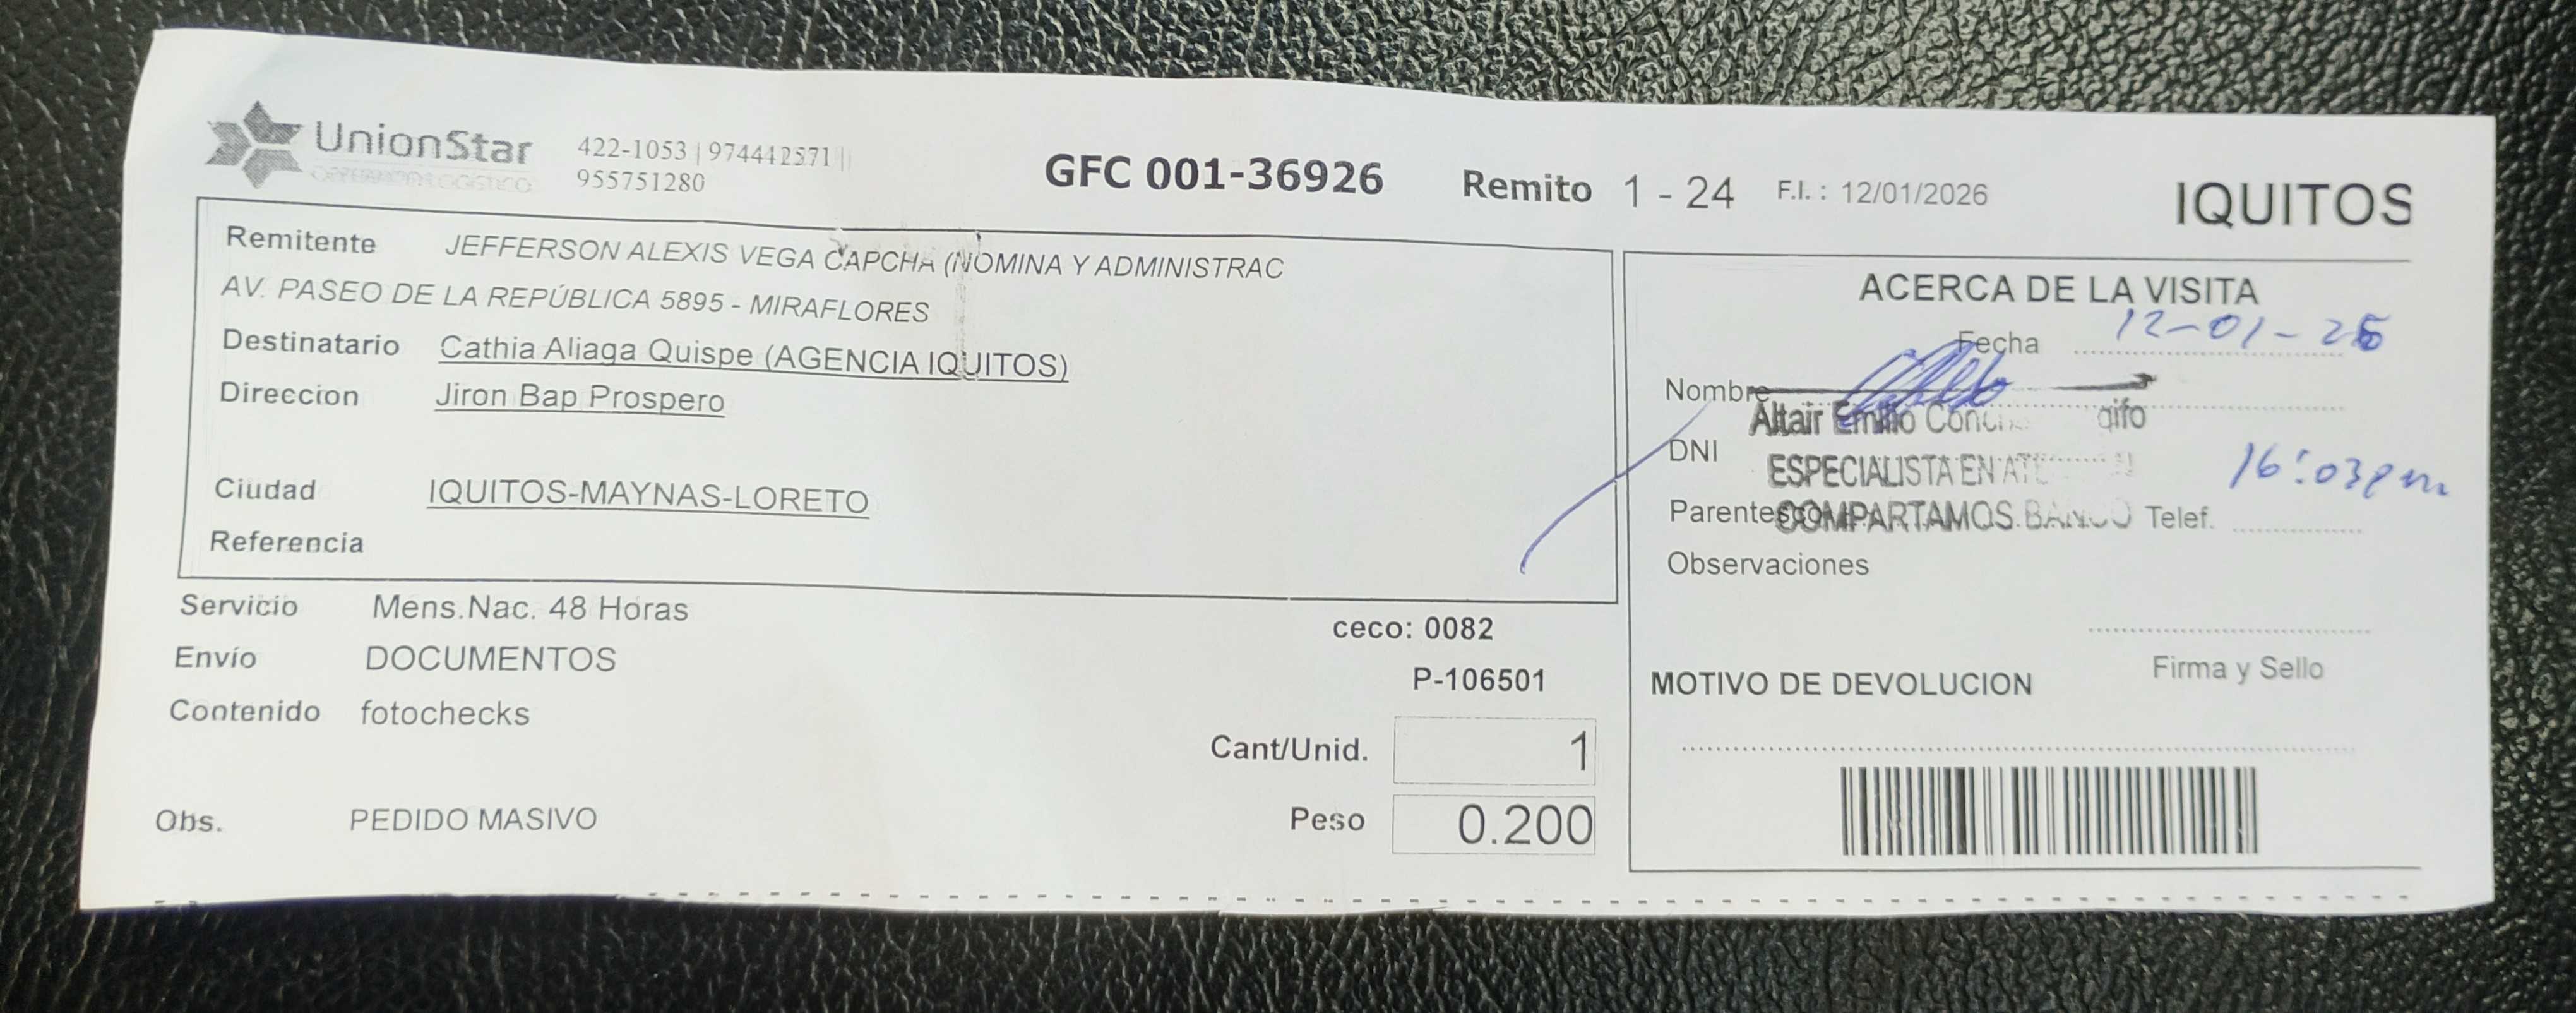 UnionStar
OPERADOR LOGISTICO
422-1053 | 974442571 ||
955751280
GFC 001-36926
Remito 1 - 24 F.I. : 12/01/2026
IQUITOS
Remitente JEFFERSON ALEXIS VEGA CAPCHA (NOMINA Y ADMINISTRAC
AV. PASEO DE LA REPÚBLICA 5895 - MIRAFLORES
Destinatario Cathia Aliaga Quispe (AGENCIA IQUITOS)
Direccion Jiron Bap Prospero
Ciudad IQUITOS-MAYNAS-LORETO
Referencia
Servicio Mens.Nac. 48 Horas
Envío DOCUMENTOS
Contenido fotochecks
Obs. PEDIDO MASIVO
ceco: 0082
P-106501
Cant/Unid. 1
Peso 0.200
ACERCA DE LA VISITA
Fecha 12-01-26
Nombre
Altair Emilio
DNI
ESPECIALISTA EN
16:03pm
Parentesco COMPARTAMOS BANCO Telef.
Observaciones
Firma y Sello
MOTIVO DE DEVOLUCION